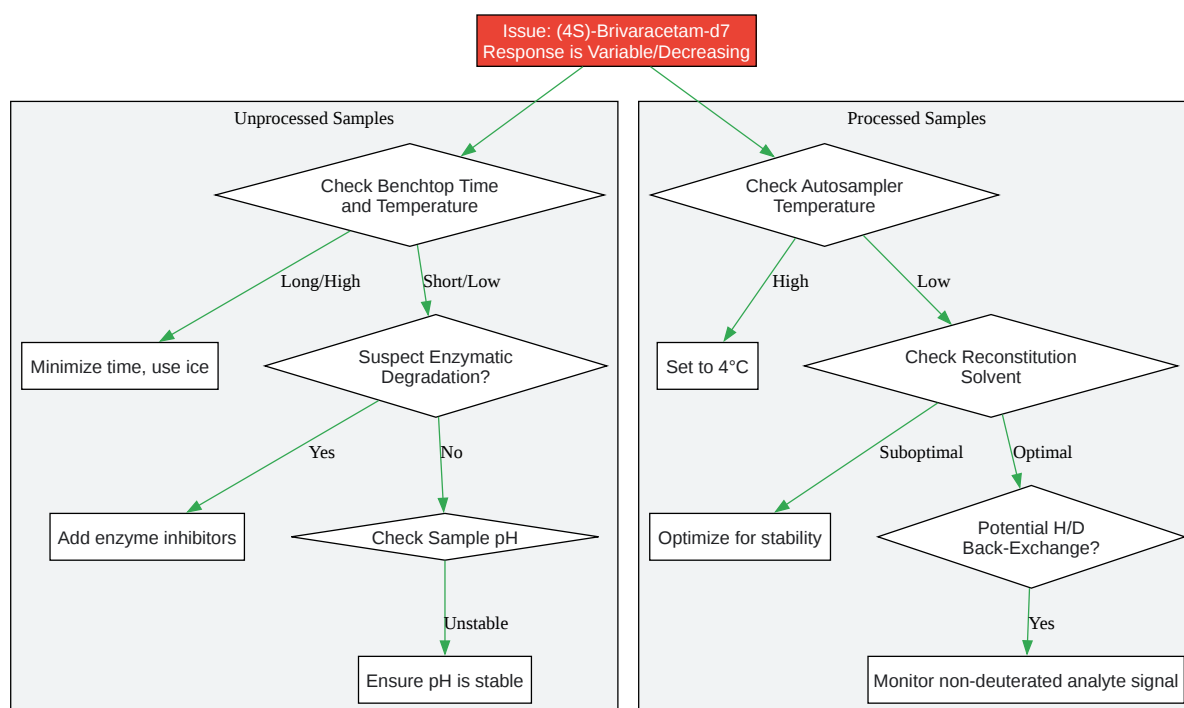 Issue: (4S)-Brivaracetam-d7
Response is Variable/Decreasing
Unprocessed Samples
Check Benchtop Time
and Temperature
Long/High
Short/Low
Minimize time, use ice
Suspect Enzymatic
Degradation?
Yes
No
Add enzyme inhibitors
Check Sample pH
Unstable
Ensure pH is stable
Processed Samples
Check Autosampler
Temperature
High
Low
Set to 4°C
Check Reconstitution
Solvent
Suboptimal
Optimal
Optimize for stability
Potential H/D
Back-Exchange?
Yes
Monitor non-deuterated analyte signal